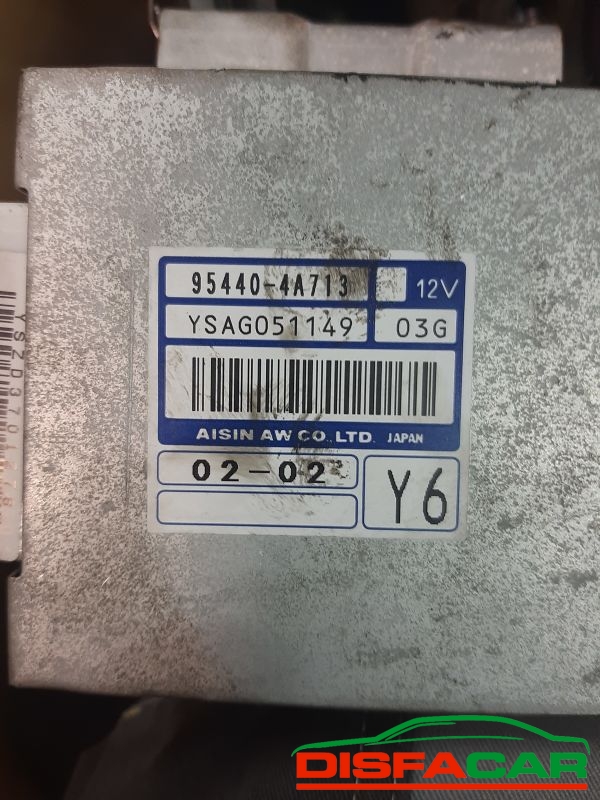 95440-4A713 12V
YSAG051149 03G
AISIN AW CO., LTD. JAPAN
02-02
Y6
DISFACAR